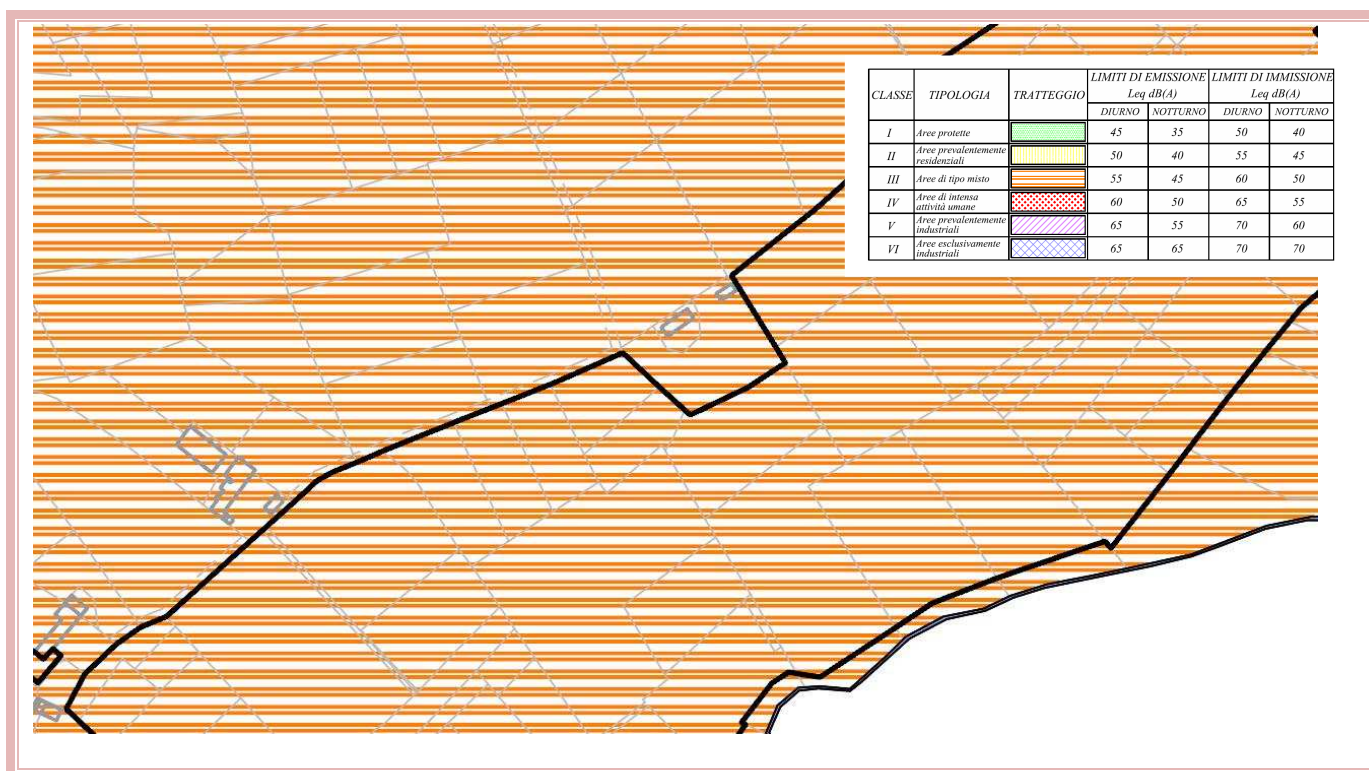 LIMITI DI EMISSIONE LIMITI DI IMMISSIONE
CLASSE TIPOLOGIA TRATTEGGIO Leq dB(A) Leq dB(A)
DIURNO NOTTURNO DIURNO NOTTURNO
I Aree protette 45 35 50 40
II Aree prevalentemente residenziali 50 40 55 45
III Aree di tipo misto 55 45 60 50
IV Aree di intensa attività umane 60 50 65 55
V Aree prevalentemente industriali 65 55 70 60
VI Aree esclusivamente industriali 65 65 70 70